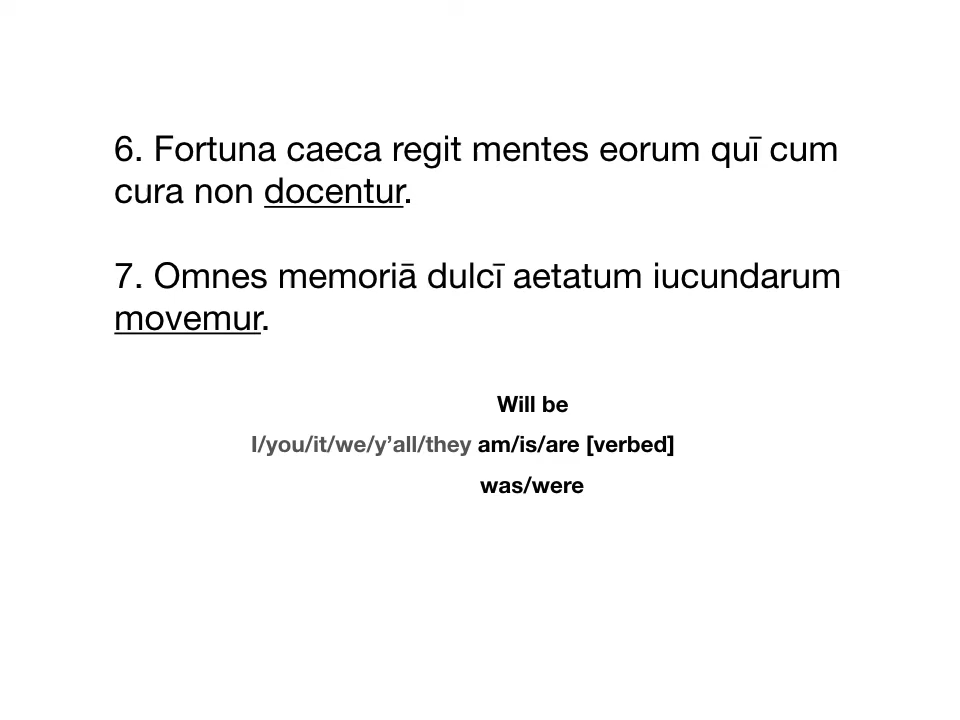 6. Fortuna caeca regit mentes eorum quī cum
cura non docentur.
7. Omnes memoriā dulcī aetatum iucundarum
movemur.
Will be
I/you/it/we/y’all/they am/is/are [verbed]
was/were